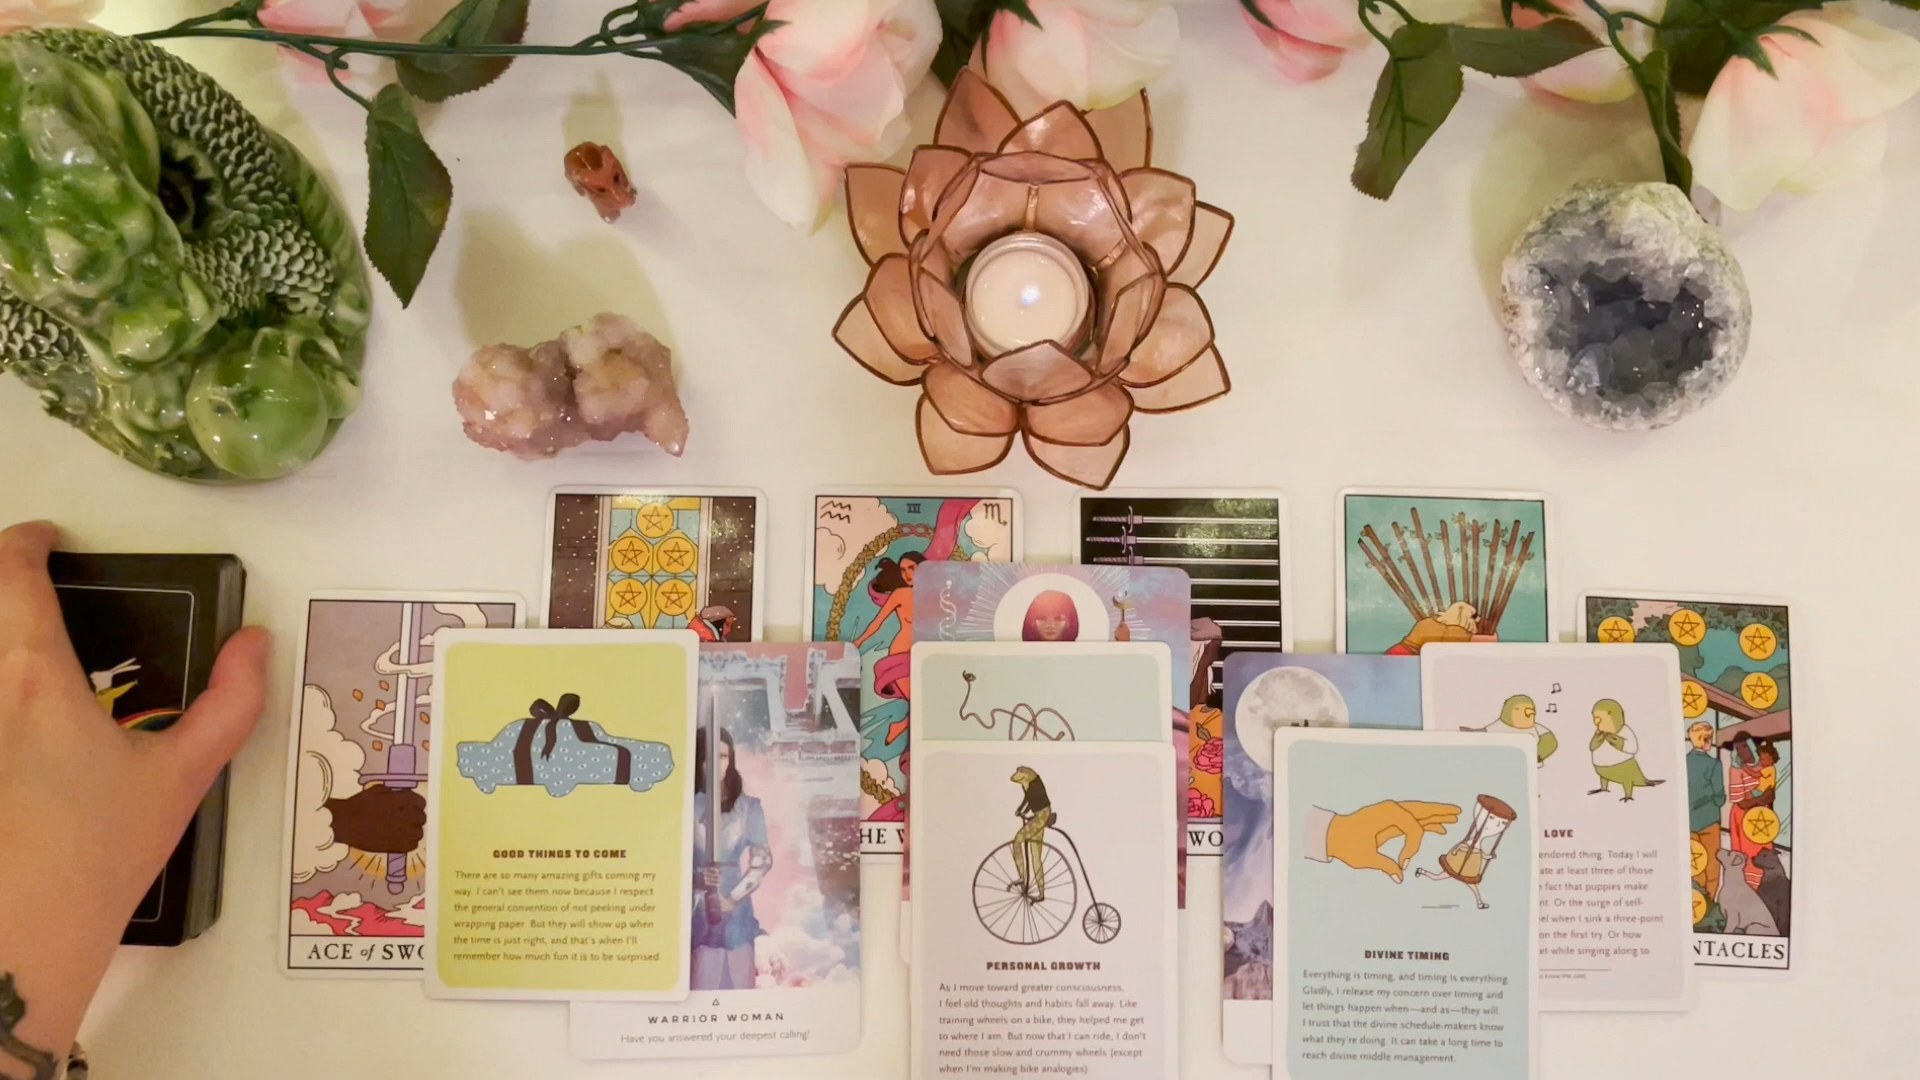 XXI
ACE of SWO
GOOD THINGS TO COME
There are so many amazing gifts coming my
way. I can't see them now because I respect
the general convention of not peeking under
wrapping paper. But they will show up when
the time is just right, and that's when I'll
remember how much fun it is to be surprised.
WARRIOR WOMAN
Have you answered your deepest calling?
HE W
PERSONAL GROWTH
As I move toward greater consciousness,
I feel old thoughts and habits fall away. Like
training wheels on a bike, they helped me get
to where I am. But now that I can ride, I don't
need those slow and crummy wheels (except
when I'm making bike analogies).
WO
DIVINE TIMING
Everything is timing, and timing is everything.
Gladly, I release my concern over timing and
let things happen when—and as—they will.
I trust that the divine schedule-makers know
what they're doing. It can take a long time to
reach divine middle management.
LOVE
endored thing. Today I will
ate at least three of those
fact that puppies make
nt. Or the surge of self-
el when I sink a three-point
on the first try. Or how
et while singing along to
NTACLES